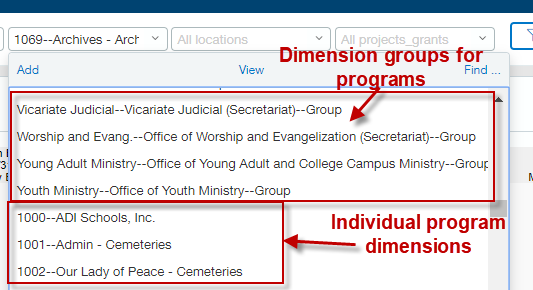 1069--Archives - Arch
All locations
All projects_grants
Dimension groups for
programs
Add
View
Find ...
Vicariate Judicial--Vicariate Judicial (Secretariat)--Group
Worship and Evang.--Office of Worship and Evangelization (Secretariat)--Group
Young Adult Ministry--Office of Young Adult and College Campus Ministry--Group
Youth Ministry--Office of Youth Ministry--Group
1000--ADI Schools, Inc.
1001--Admin - Cemeteries
1002--Our Lady of Peace - Cemeteries
Individual program
dimensions